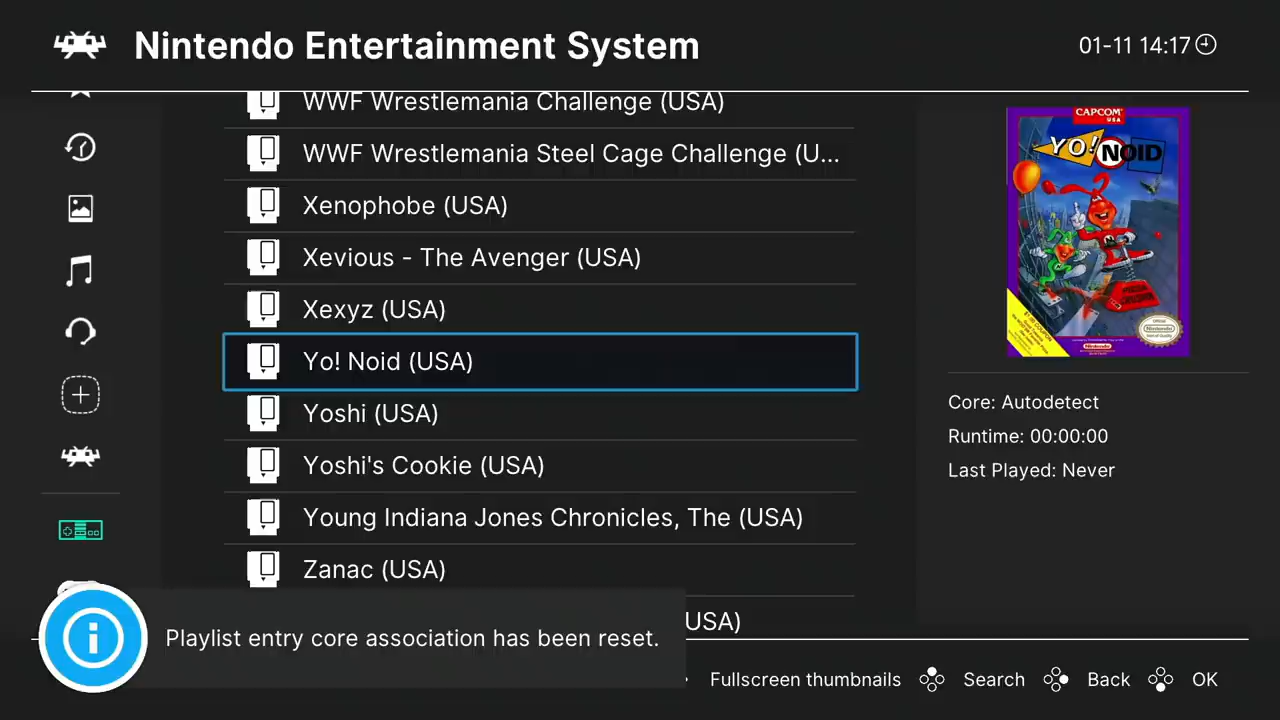 Nintendo Entertainment System
01-11 14:17
WWF Wrestlemania Challenge (USA)
WWF Wrestlemania Steel Cage Challenge (U...
Xenophobe (USA)
Xevious - The Avenger (USA)
Xexyz (USA)
Yo! Noid (USA)
Yoshi (USA)
Yoshi's Cookie (USA)
Young Indiana Jones Chronicles, The (USA)
Zanac (USA)
USA)
CAPCOM
USA
YO! NOID
Nintendo
Core: Autodetect
Runtime: 00:00:00
Last Played: Never
Playlist entry core association has been reset.
Fullscreen thumbnails
Search
Back
OK